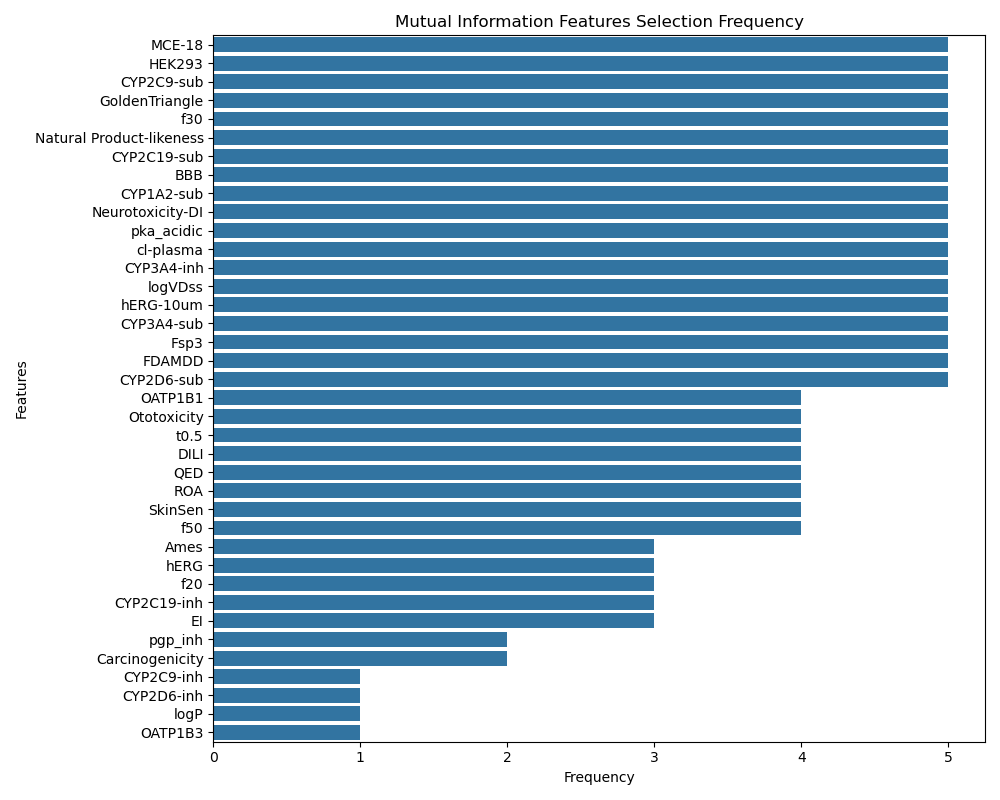 Mutual Information Features Selection Frequency
MCE-18
HEK293
CYP2C9-sub
GoldenTriangle
f30
Natural Product-likeness
CYP2C19-sub
BBB
CYP1A2-sub
Neurotoxicity-DI
pka_acidic
cl-plasma
CYP3A4-inh
logVDss
hERG-10um
CYP3A4-sub
Fsp3
FDAMDD
CYP2D6-sub
OATP1B1
Ototoxicity
t0.5
DILI
QED
ROA
SkinSen
f50
Ames
hERG
f20
CYP2C19-inh
EI
pgp_inh
Carcinogenicity
CYP2C9-inh
CYP2D6-inh
logP
OATP1B3
Features
0 1 2 3 4 5
Frequency